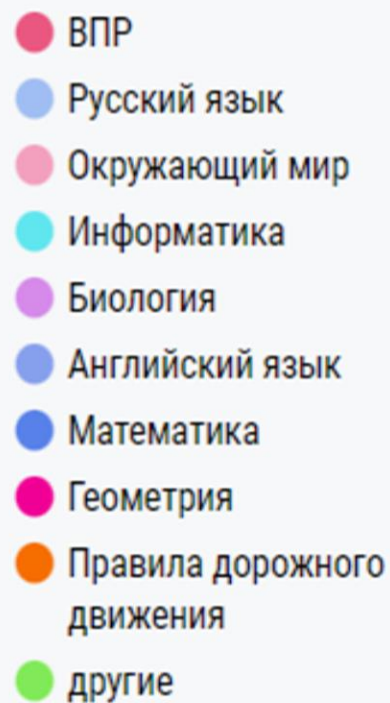 ВПР
Русский язык
Окружающий мир
Информатика
Биология
Английский язык
Математика
Геометрия
Правила дорожного
движения
другие